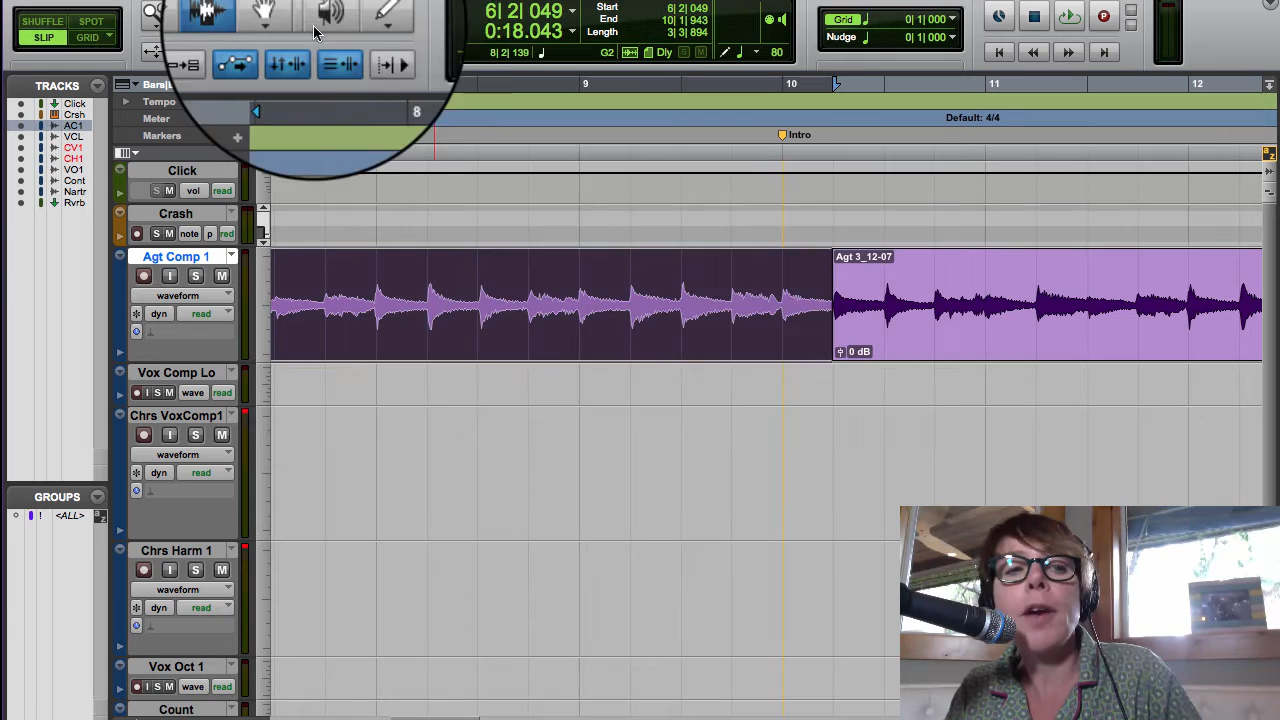 SHUFFLE SPOT
SLIP GRID
6| 2| 049
0:18.043
Start 6| 2| 049
End 10| 1| 943
Length 3| 3| 894
8| 2| 139 G2 Dly S M 80
Grid 0| 1| 000
Nudge 0| 1| 000
TRACKS
Click
Crsh
AC1
VCL
CV1
CH1
VO1
Cont
Nartr
Rvrb
Bars|
Tempo
Meter
Markers
8
9 10 11 12
Default: 4/4
Intro
Click
S M vol read
Crash
S M note p red
Agt Comp 1
I S M
waveform
dyn read
Agt 3_12-07
0 dB
Vox Comp Lo
I S M wave read
Chrs VoxComp1
I S M
waveform
dyn read
GROUPS
! <ALL>
a z
Chrs Harm 1
I S M
waveform
dyn read
Vox Oct 1
I S M wave read
Count